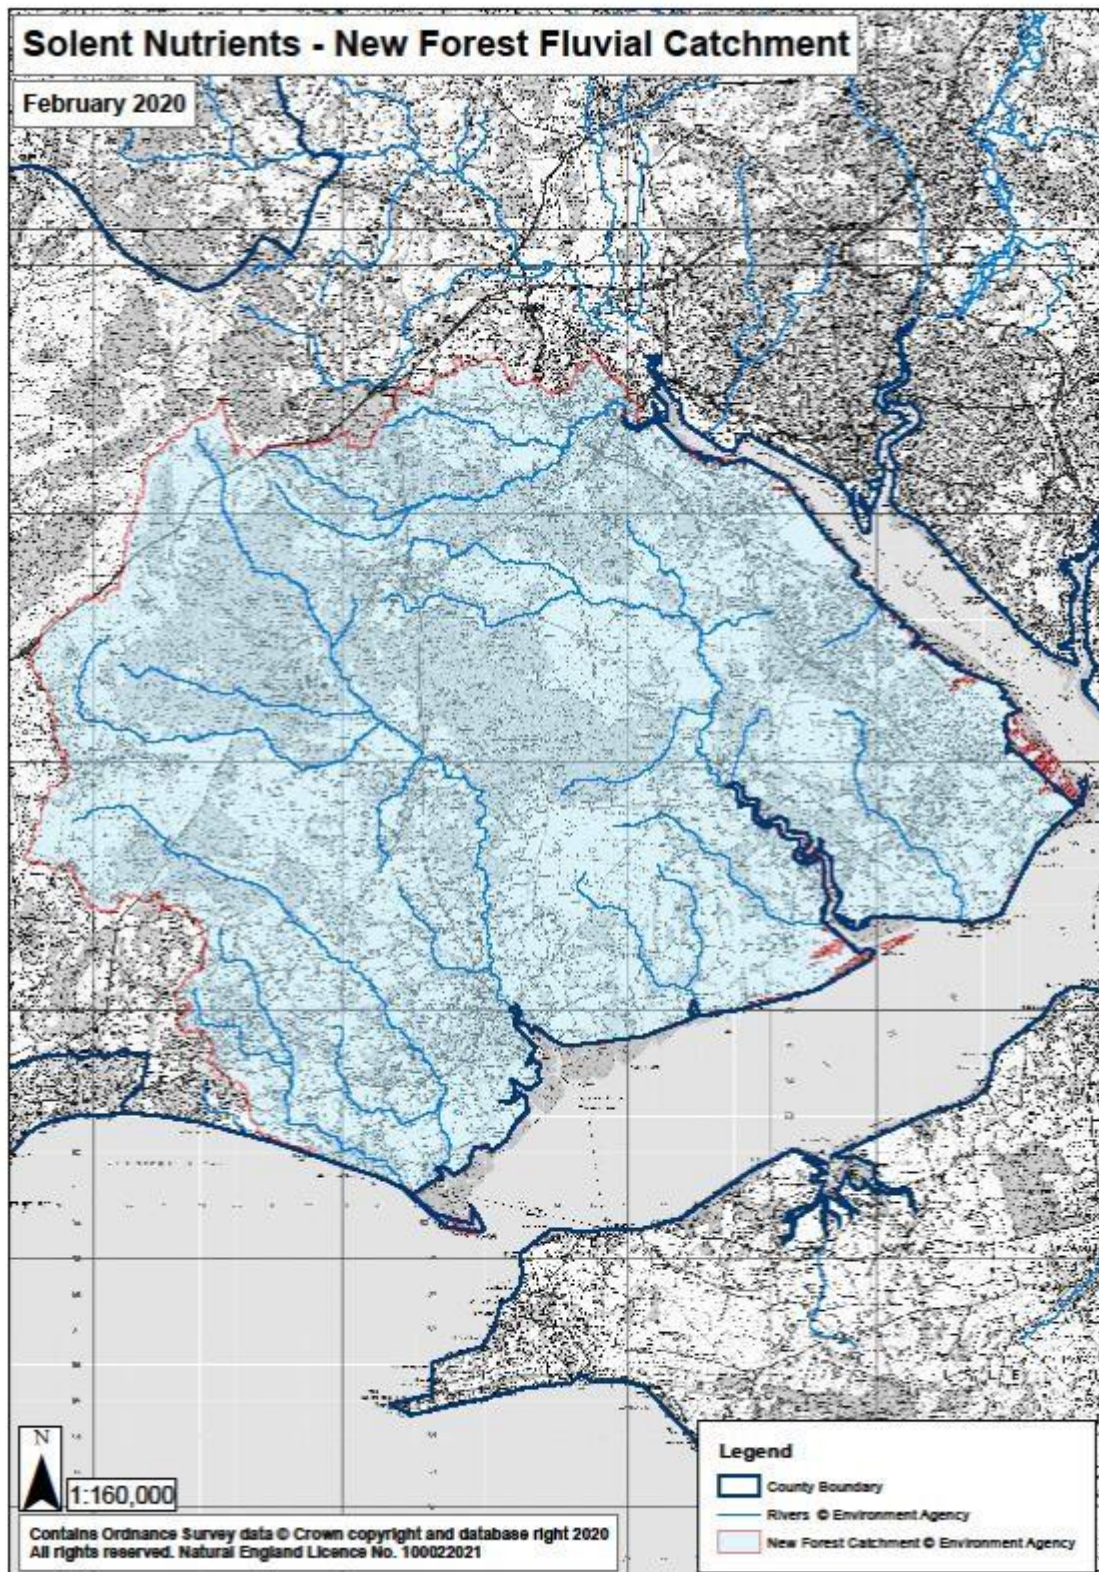 Solent Nutrients - New Forest Fluvial Catchment
February 2020
N
1:160,000
Contains Ordnance Survey data © Crown copyright and database right 2020
All rights reserved. Natural England Licence No. 100022021
Legend
County Boundary
Rivers © Environment Agency
New Forest Catchment © Environment Agency